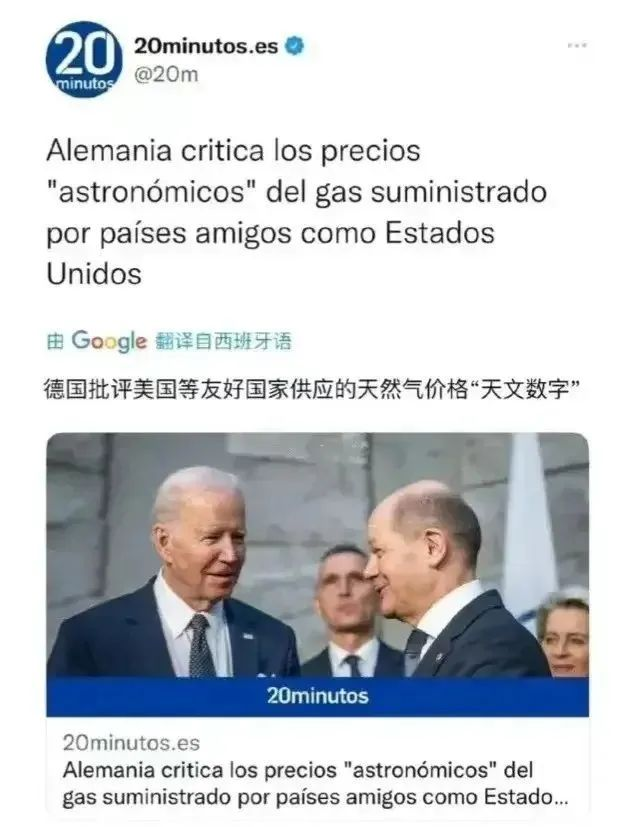 20
minutos
20minutos.es
@20m
Alemania critica los precios
"astronómicos" del gas suministrado
por países amigos como Estados
Unidos
由 Google 翻译自西班牙语
德国批评美国等友好国家供应的天然气价格“天文数字”
20minutos
20minutos.es
Alemania critica los precios "astronómicos" del
gas suministrado por países amigos como Estado...